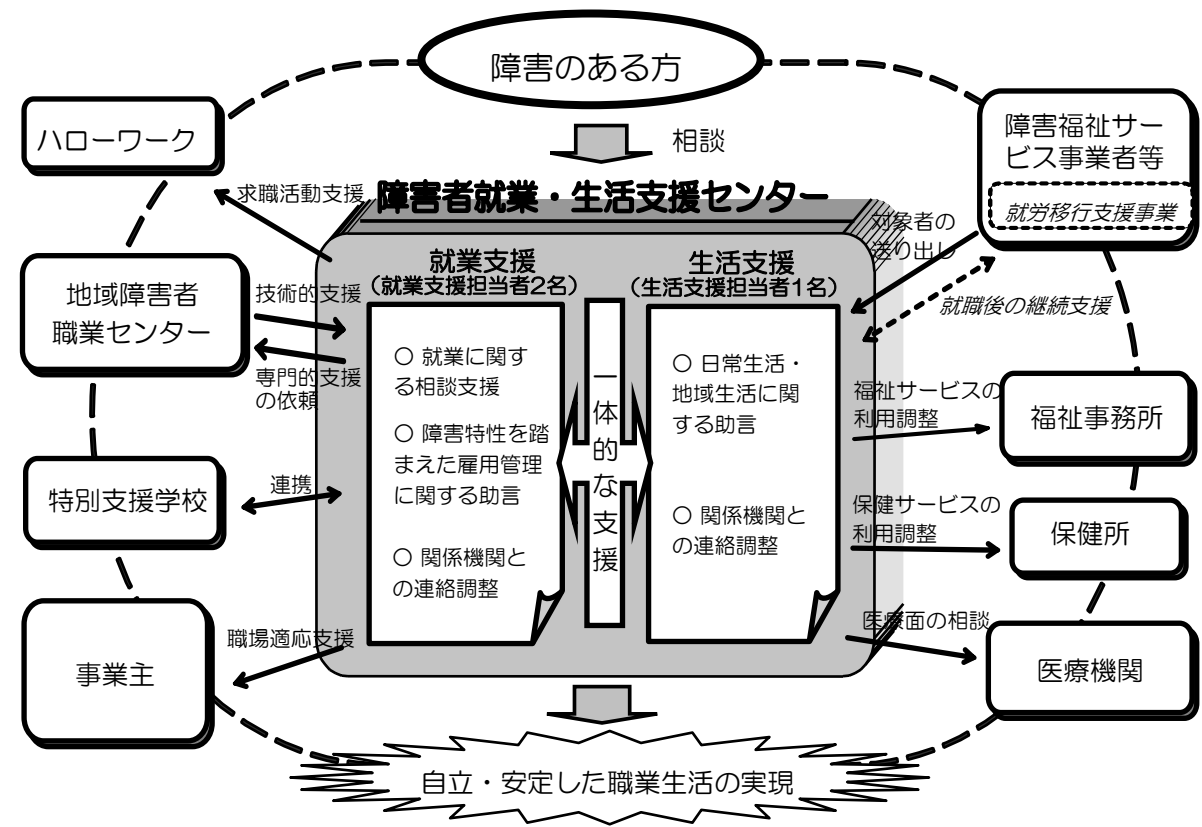 障害のある方
相談
ハローワーク
障害福祉サー
ビス事業者等
就労移行支援事業
障害者就業・生活支援センター
求職活動支援
対象者の
送り出し
就業支援
(就業支援担当者2名)
生活支援
(生活支援担当者1名)
地域障害者
職業センター
技術的支援
専門的支援
の依頼
就職後の継続支援
○ 就業に関す
る相談支援
○ 障害特性を踏
まえた雇用管理
に関する助言
○ 関係機関と
の連絡調整
一体的な支援
○ 日常生活・
地域生活に関
する助言
○ 関係機関と
の連絡調整
福祉サービスの
利用調整
福祉事務所
特別支援学校
連携
保健サービスの
利用調整
保健所
事業主
職場適応支援
医療面の相談
医療機関
自立・安定した職業生活の実現